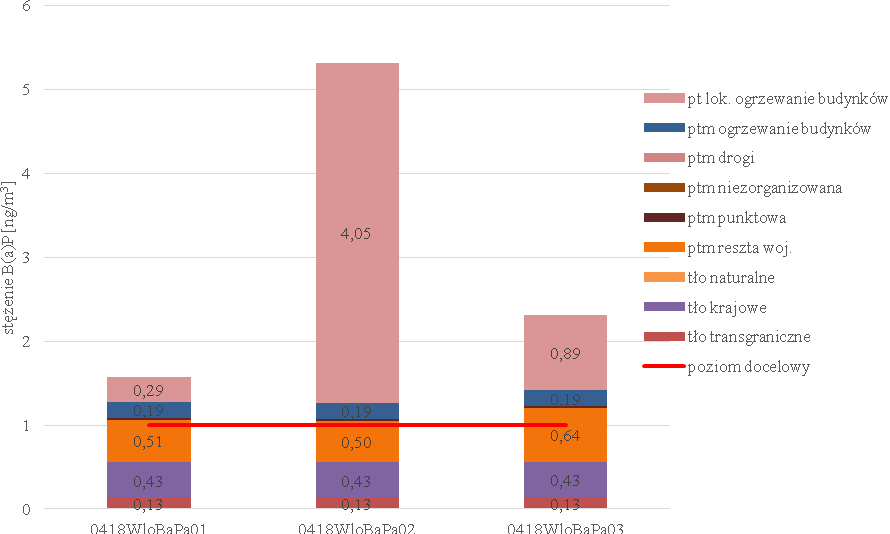 6
5
4
3
2
1
0
stężenie B(a)P [ng/m³]
0,29
0,19
0,51
0,43
0,13
4,05
0,19
0,50
0,43
0,13
0,89
0,19
0,64
0,43
0,13
0418WloBaPa01
0418WloBaPa02
0418WloBaPa03
pt lok. ogrzewanie budynków
ptm ogrzewanie budynków
ptm drogi
ptm niezorganizowana
ptm punktowa
ptm reszta woj.
tło naturalne
tło krajowe
tło transgraniczne
poziom docelowy